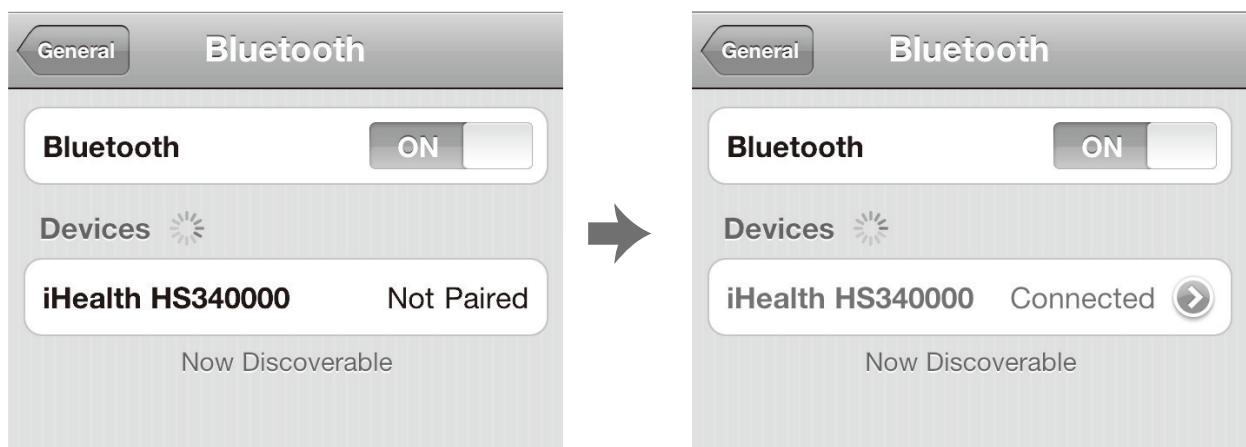 General
Bluetooth
Bluetooth
ON
Devices
iHealth HS340000
Not Paired
Now Discoverable
General
Bluetooth
Bluetooth
ON
Devices
iHealth HS340000
Connected
Now Discoverable